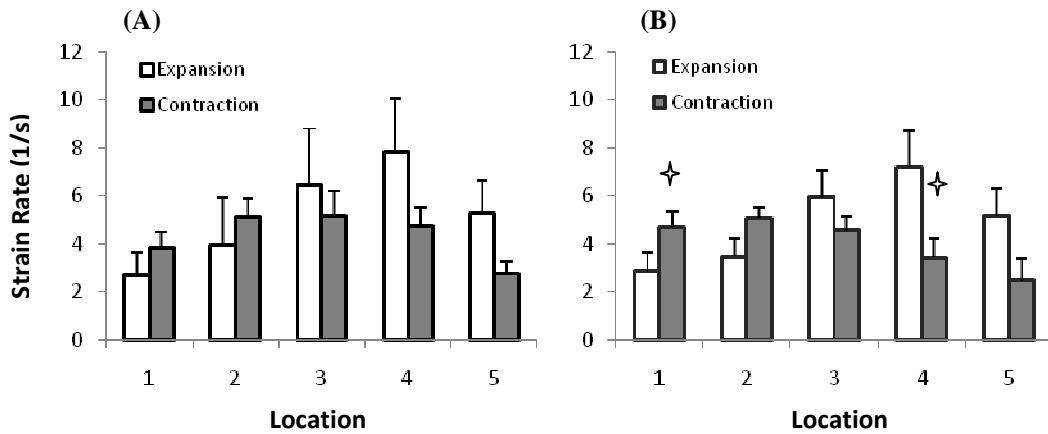 (A)
Strain Rate (1/s)
12
10
8
6
4
2
0
Expansion
Contraction
1 2 3 4 5
Location
(B)
12
10
8
6
4
2
0
Expansion
Contraction
1 2 3 4 5
Location